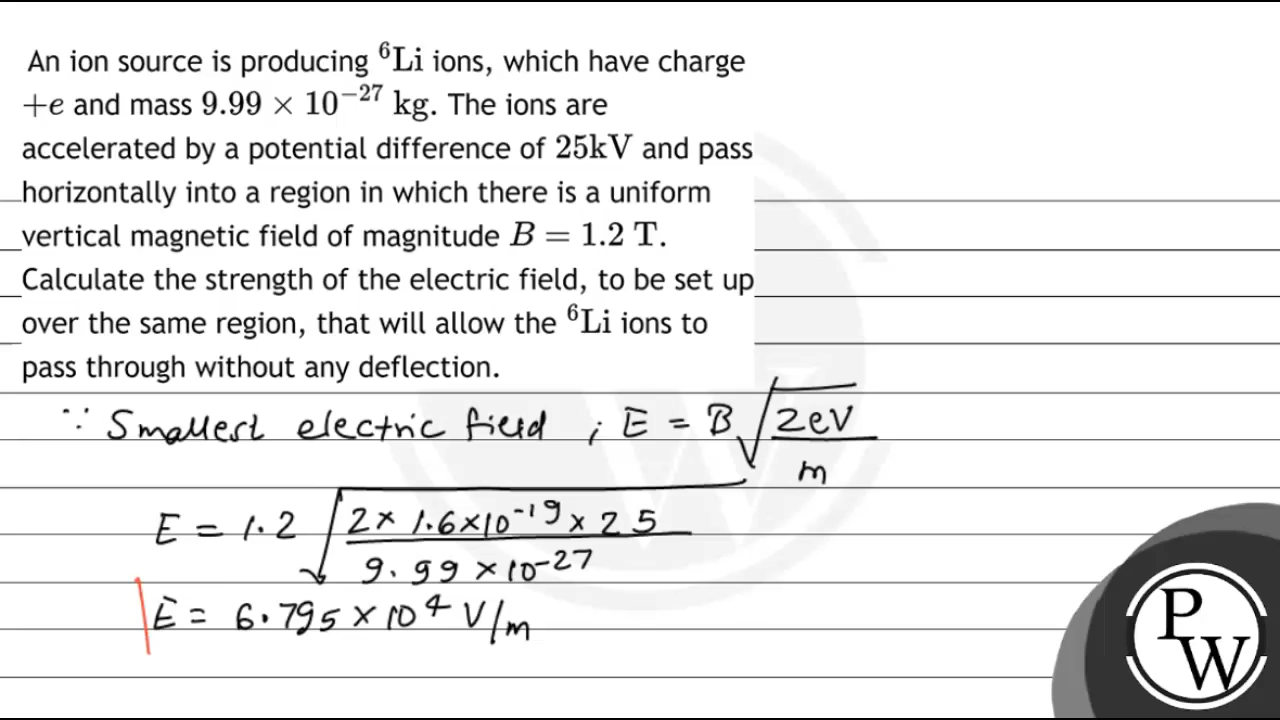 An ion source is producing ⁶Li ions, which have charge
+e and mass 9.99 × 10⁻²⁷ kg. The ions are
accelerated by a potential difference of 25kV and pass
horizontally into a region in which there is a uniform
vertical magnetic field of magnitude B = 1.2 T.
Calculate the strength of the electric field, to be set up
over the same region, that will allow the ⁶Li ions to
pass through without any deflection.
∵ Smallest electric field ; E = B √(2eV / m)
E = 1.2 √(2 × 1.6×10⁻¹⁹ × 25 / 9.99 × 10⁻²⁷)
E = 6.795 × 10⁴ V/m
P
W